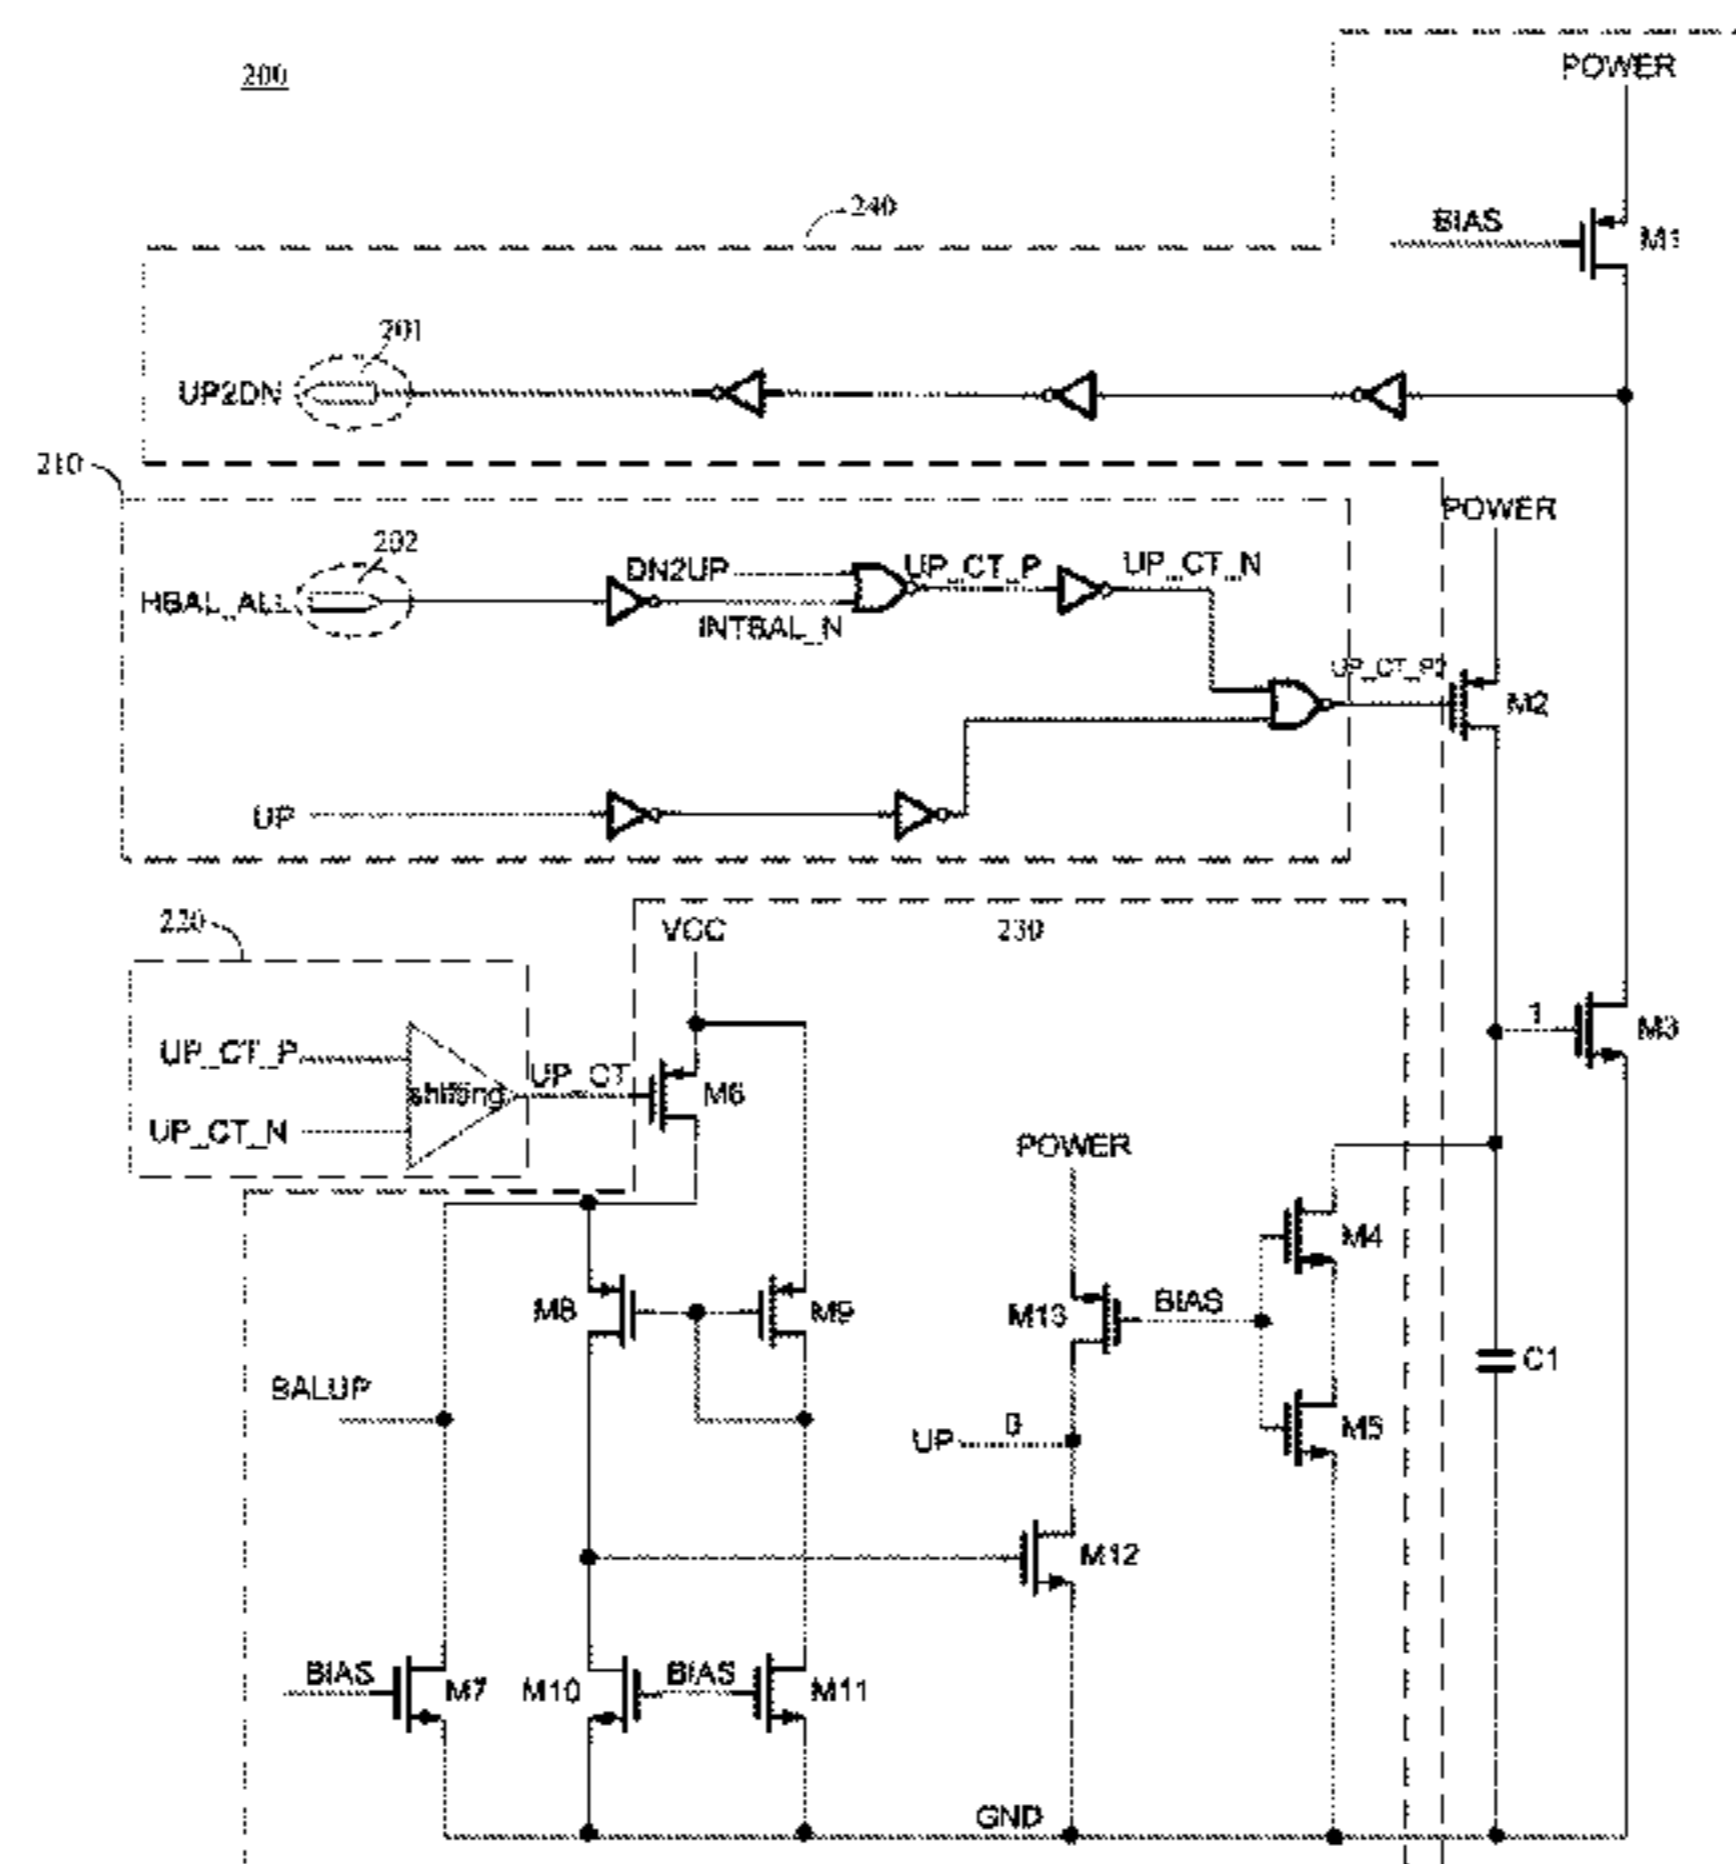 200
POWER
240
BIAS
M1
201
UP2DN
210
POWER
202
DN2UP
UP_CT_P
UP_CT_N
HBAL_ALL
INTBAL_N
UP_CT_P2
M2
UP
220
VCC
230
UP_CT_P
shifting
UP_CT
M6
1
M3
UP_CT_N
POWER
M4
M8
M9
M13
BIAS
C1
BALUP
UP
0
M5
M12
BIAS
M7
M10
BIAS
M11
GND